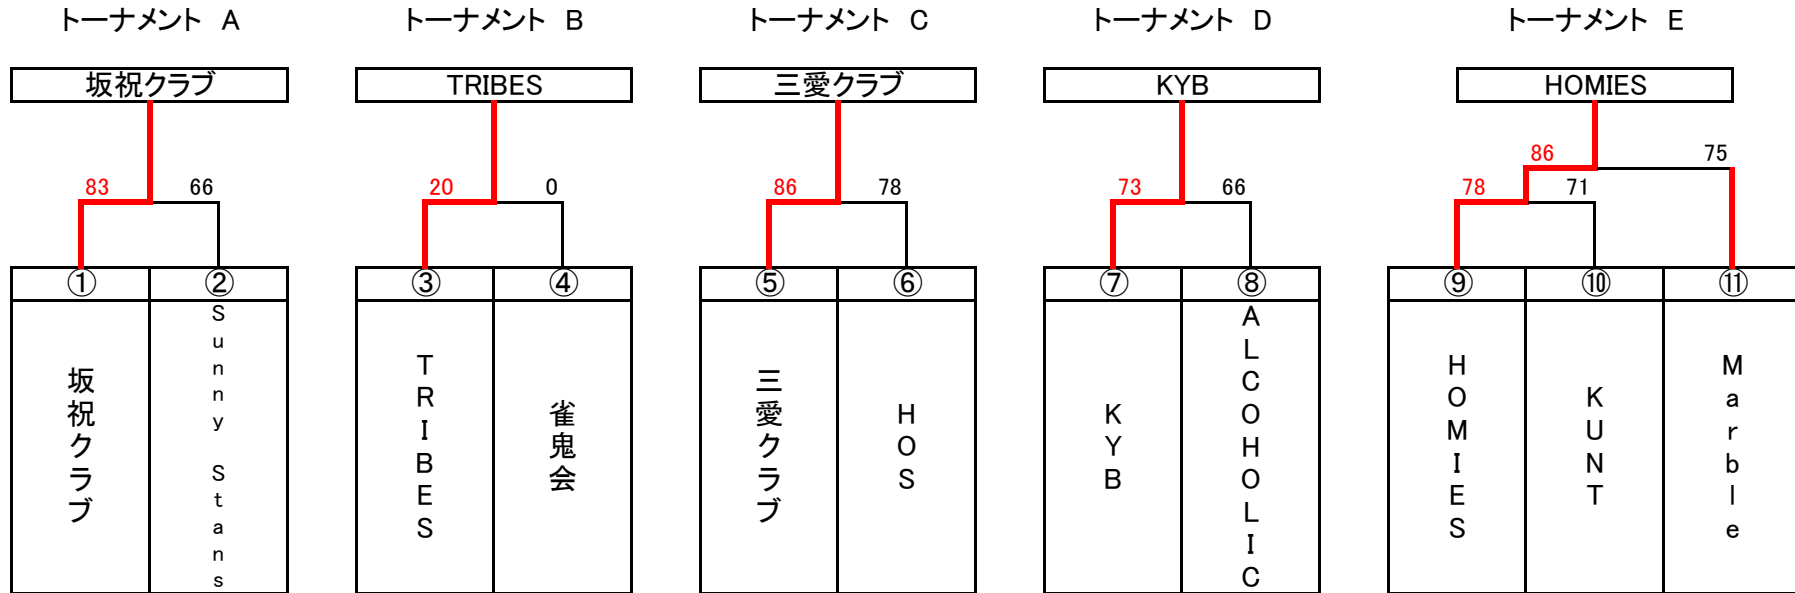 トーナメント A
トーナメント B
トーナメント C
トーナメント D
トーナメント E
坂祝クラブ
TRIBES
三愛クラブ
KYB
HOMIES
86
75
83
66
20
0
86
78
73
66
78
71
①
②
③
④
⑤
⑥
⑦
⑧
⑨
⑩
⑪
坂祝クラブ
Sunny Stans
TRIBES
雀鬼会
三愛クラブ
HOS
KYB
ALCOHOLIC
HOMIES
KUNT
Marble